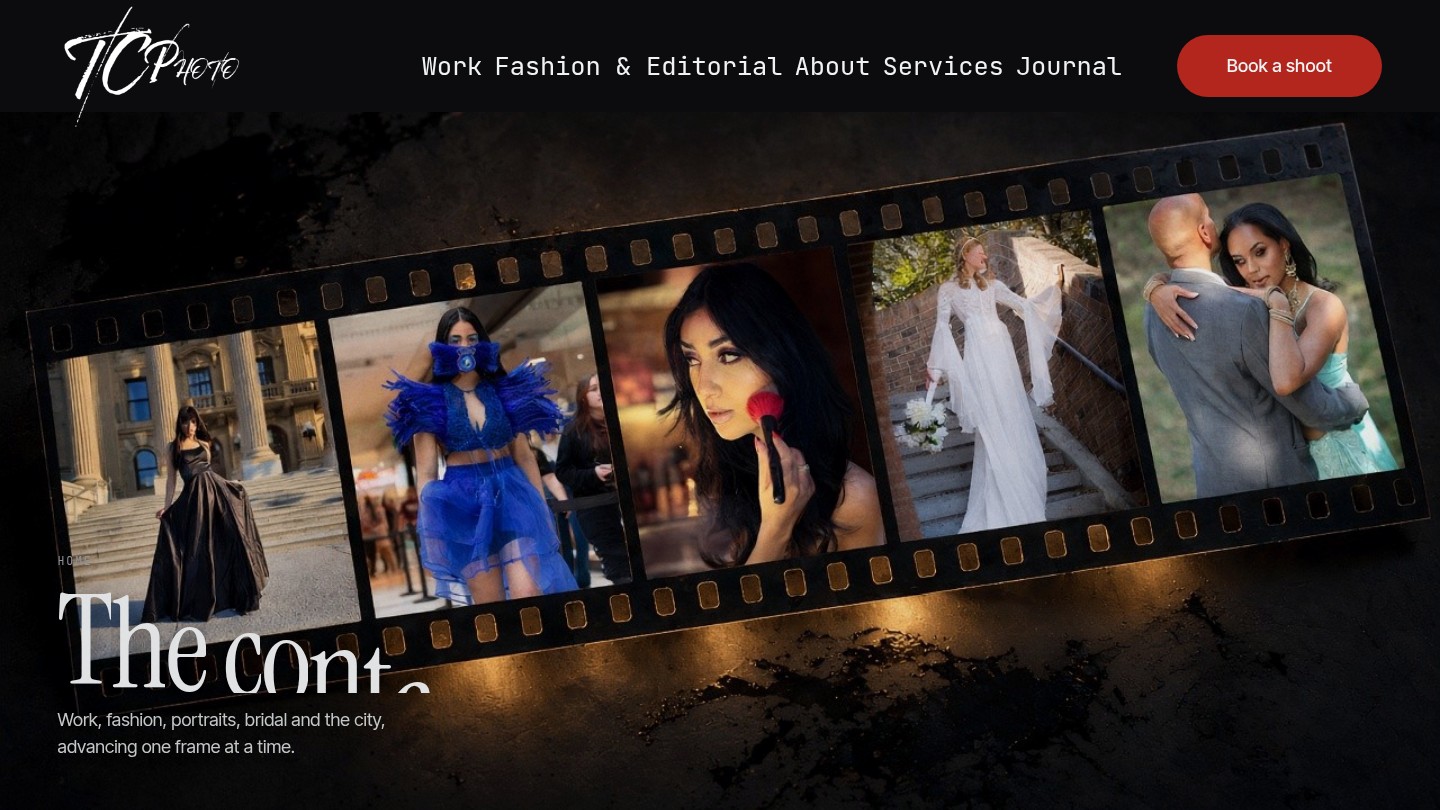 TCPHOTO
Work Fashion & Editorial About Services Journal
Book a shoot
HOME
The conte
Work, fashion, portraits, bridal and the city,
advancing one frame at a time.